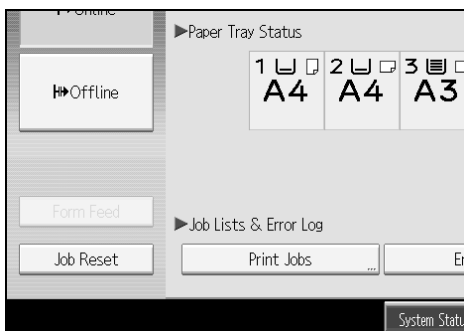 Online
▶Paper Tray Status
1 2 3
A4 A4 A3
Offline
Form Feed
▶Job Lists & Error Log
Job Reset
Print Jobs ...
System Statu